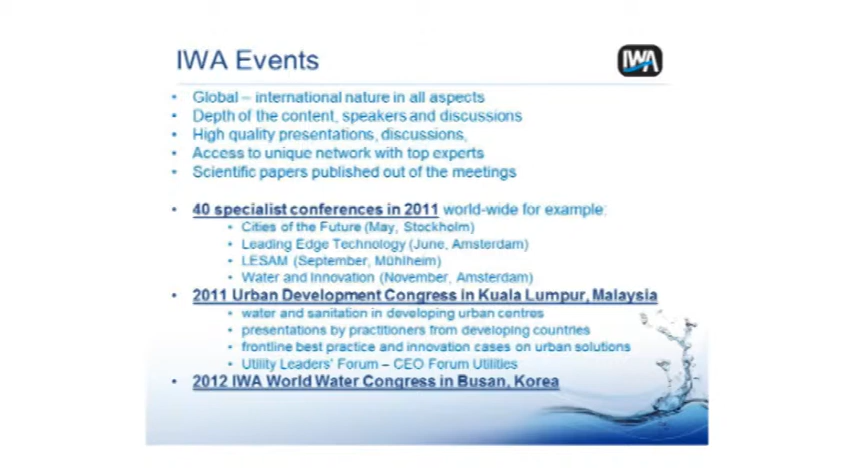 IWA Events
IWA
• Global – international nature in all aspects
• Depth of the content, speakers and discussions
• High quality presentations, discussions,
• Access to unique network with top experts
• Scientific papers published out of the meetings
• 40 specialist conferences in 2011 world-wide for example:
• Cities of the Future (May, Stockholm)
• Leading Edge Technology (June, Amsterdam)
• LESAM (September, Mühlheim)
• Water and Innovation (November, Amsterdam)
• 2011 Urban Development Congress in Kuala Lumpur, Malaysia
• water and sanitation in developing urban centres
• presentations by practitioners from developing countries
• frontline best practice and innovation cases on urban solutions
• Utility Leaders' Forum – CEO Forum Utilities
• 2012 IWA World Water Congress in Busan, Korea